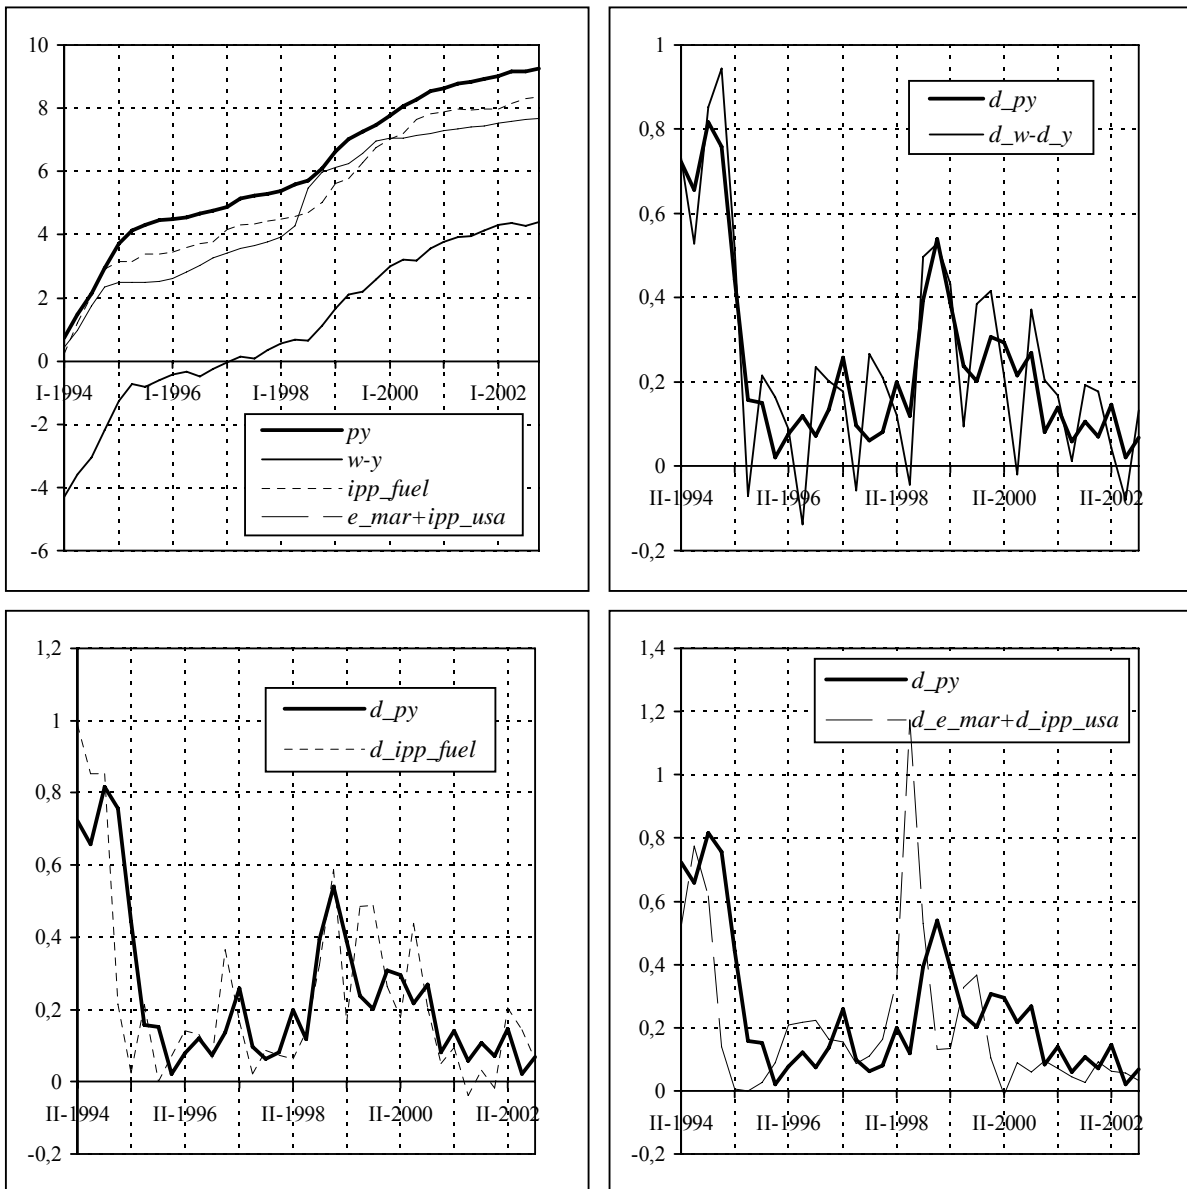 10
8
6
4
2
0
-2
-4
-6
I-1994
I-1996
I-1998
I-2000
I-2002
py
w-y
ipp_fuel
e_mar+ipp_usa
1
0,8
0,6
0,4
0,2
0
-0,2
II-1994
II-1996
II-1998
II-2000
II-2002
d_py
d_w-d_y
1,2
1
0,8
0,6
0,4
0,2
0
-0,2
II-1994
II-1996
II-1998
II-2000
II-2002
d_py
d_ipp_fuel
1,4
1,2
1
0,8
0,6
0,4
0,2
0
-0,2
II-1994
II-1996
II-1998
II-2000
II-2002
d_py
d_e_mar+d_ipp_usa